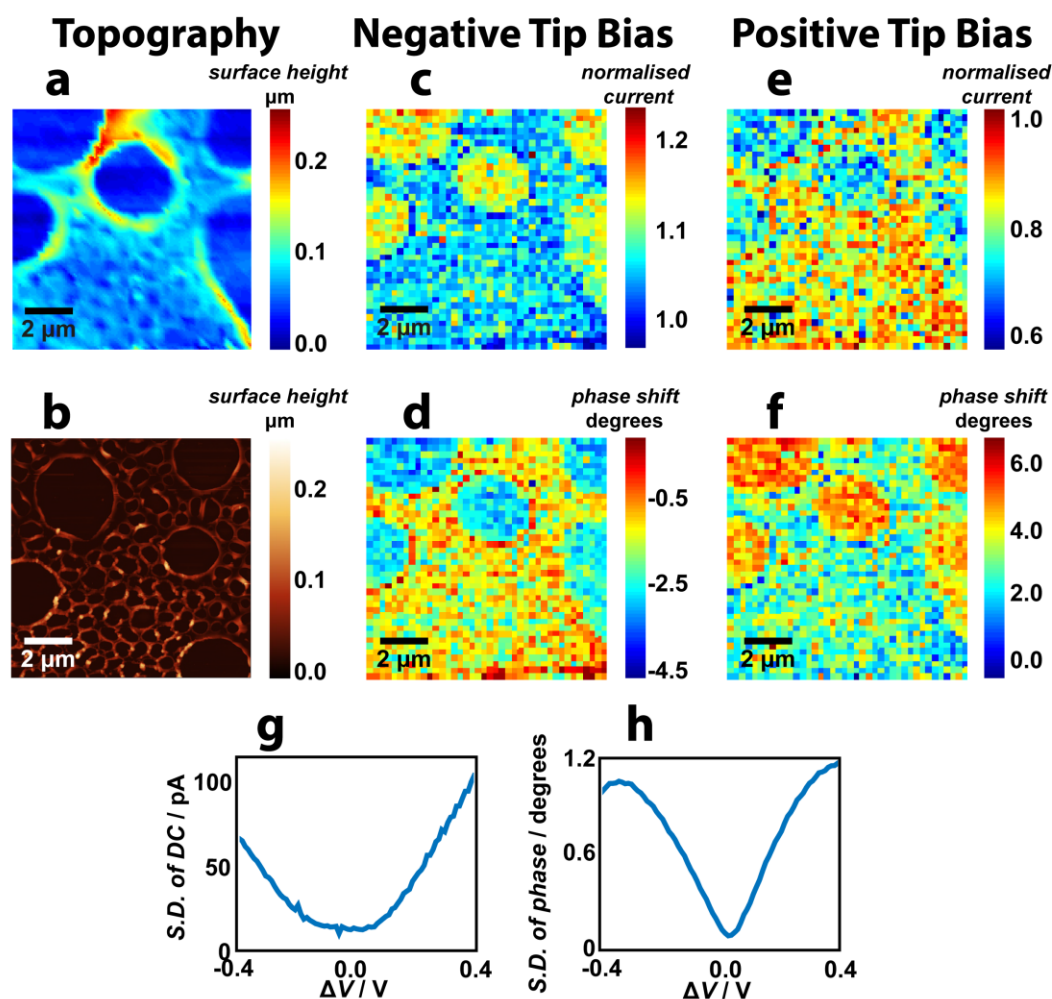 Topography Negative Tip Bias Positive Tip Bias
a surface height µm
0.2
0.1
0.0
2 µm
c normalised current
1.2
1.1
1.0
2 µm
e normalised current
1.0
0.8
0.6
2 µm
b surface height µm
0.2
0.1
0.0
2 µm
d phase shift degrees
-0.5
-2.5
-4.5
2 µm
f phase shift degrees
6.0
4.0
2.0
0.0
2 µm
g
S.D. of DC / pA
100
50
0
-0.4 0.0 0.4
ΔV / V
h
S.D. of phase / degrees
1.2
0.6
0
-0.4 0.0 0.4
ΔV / V